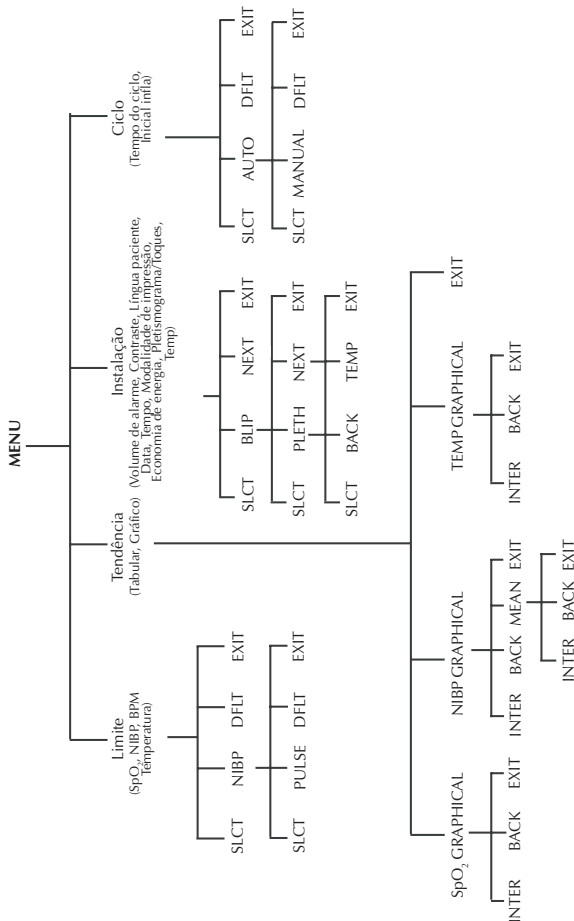 MENU
Limite
(SpO₂, NIBP, BPM
Temperatura)
SLCT NIBP DFLT EXIT
SLCT PULSE DFLT EXIT
Tendência
(Tabular, Gráfico)
SpO₂ GRAPHICAL
INTER BACK EXIT
NIBP GRAPHICAL
INTER BACK MEAN EXIT
INTER BACK EXIT
TEMP GRAPHICAL
INTER BACK EXIT
EXIT
Instalação
(Volume de alarme, Contraste, Língua paciente,
Data, Tempo, Modalidade de impressão,
Economia de energia, Pletismograma/Toques,
Temp)
SLCT BLIP NEXT EXIT
SLCT PLETH NEXT EXIT
SLCT BACK TEMP EXIT
Ciclo
(Tempo do ciclo,
Inicial infla)
SLCT AUTO DFLT EXIT
SLCT MANUAL DFLT EXIT